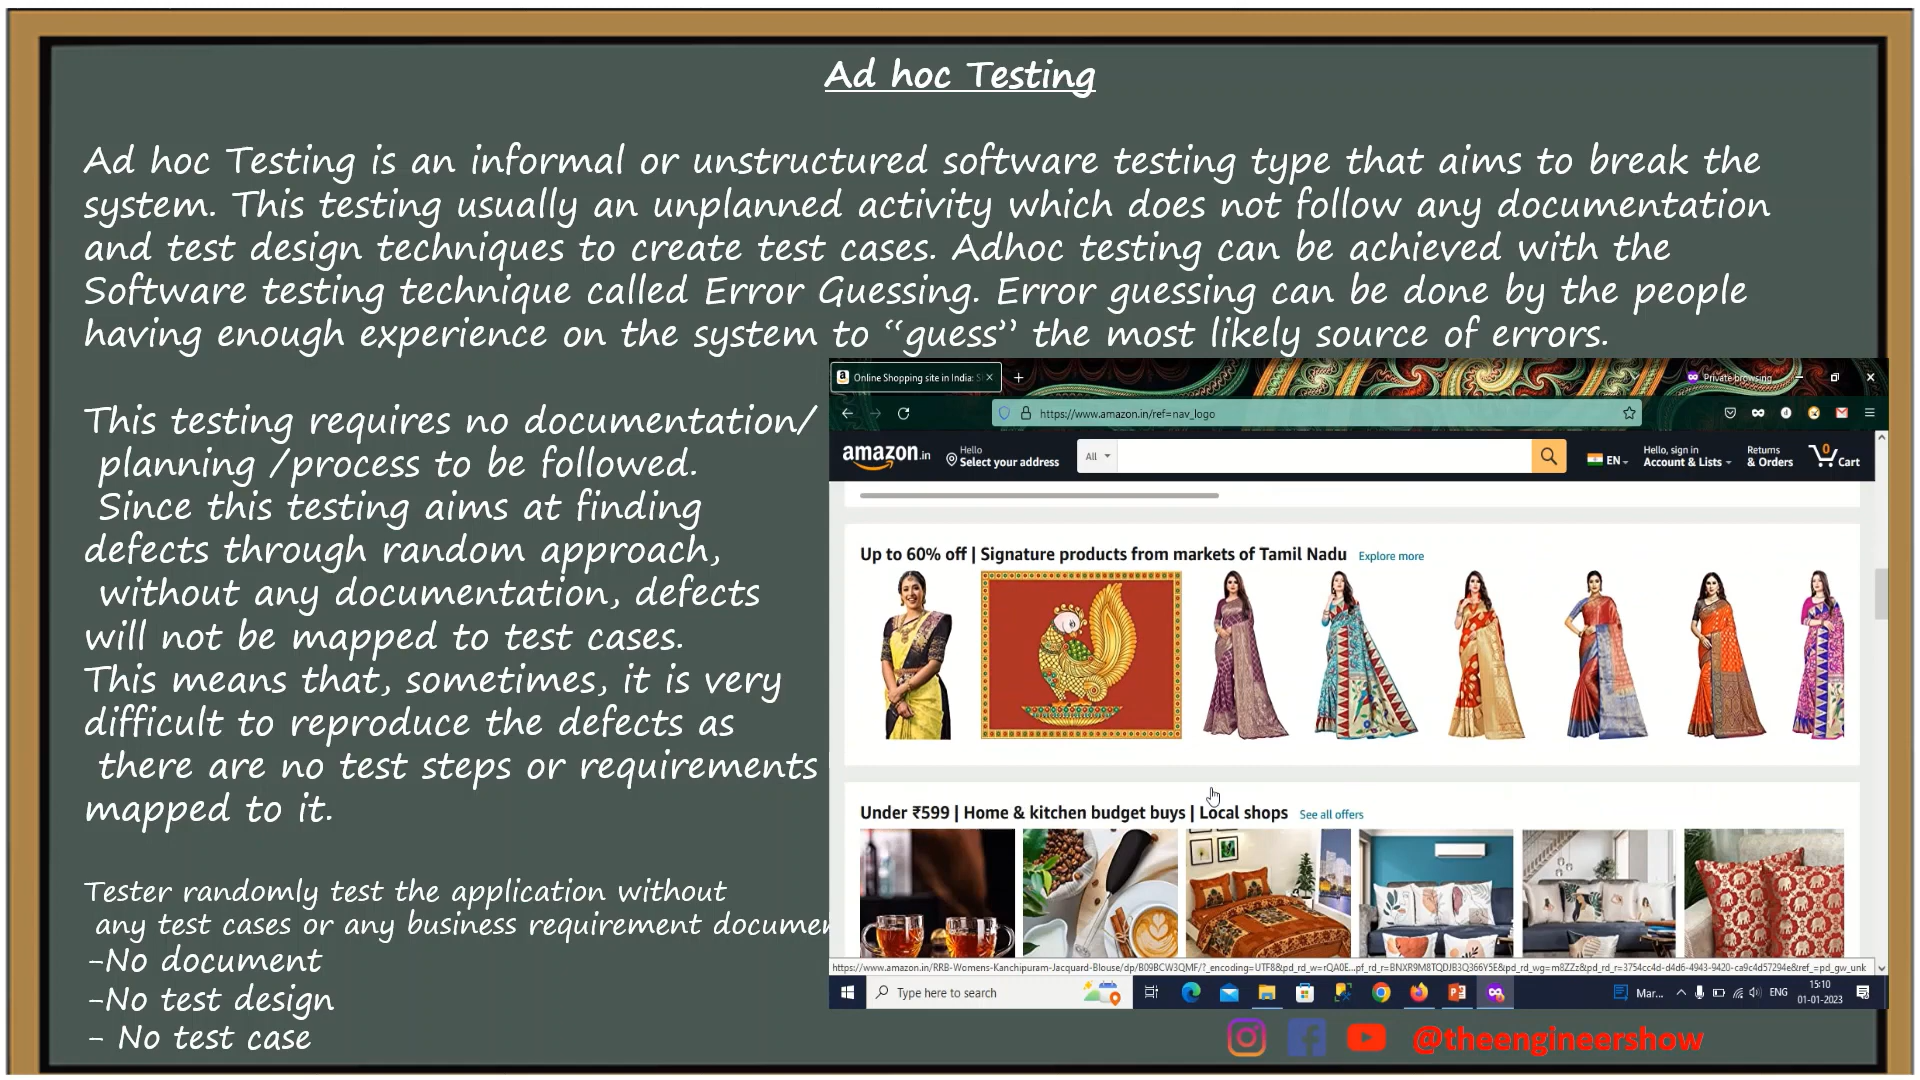 Ad hoc Testing
Ad hoc Testing is an informal or unstructured software testing type that aims to break the
system. This testing usually an unplanned activity which does not follow any documentation
and test design techniques to create test cases. Adhoc testing can be achieved with the
Software testing technique called Error Guessing. Error guessing can be done by the people
having enough experience on the system to “guess” the most likely source of errors.
This testing requires no documentation/
planning /process to be followed.
Since this testing aims at finding
defects through random approach,
without any documentation, defects
will not be mapped to test cases.
This means that, sometimes, it is very
difficult to reproduce the defects as
there are no test steps or requirements
mapped to it.
Tester randomly test the application without
any test cases or any business requirement documen
-No document
-No test design
- No test case
Online Shopping site in India: S
Private browsing
https://www.amazon.in/ref=nav_logo
amazon.in
Hello
Select your address
All
EN
Hello, sign in
Account & Lists
Returns
& Orders
0
Cart
Up to 60% off | Signature products from markets of Tamil Nadu Explore more
Under ₹599 | Home & kitchen budget buys | Local shops See all offers
Type here to search
Mar...
ENG
15:10
01-01-2023
@theengineershow